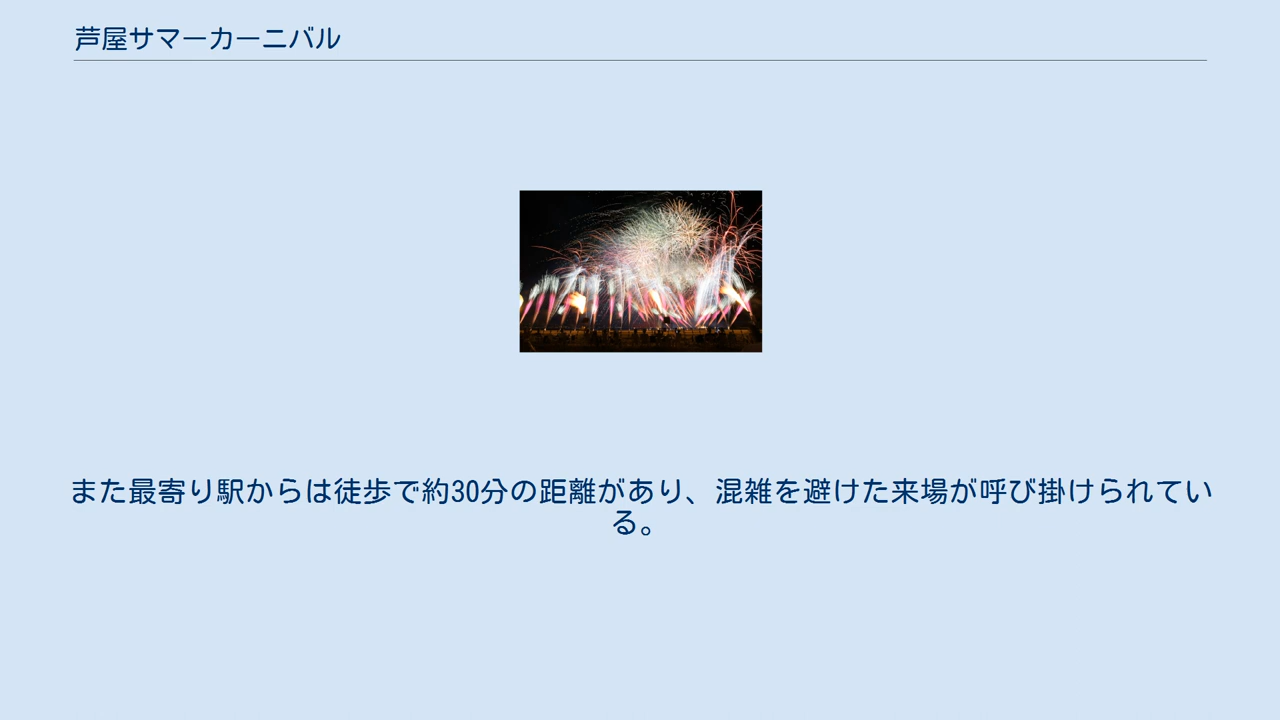 芦屋サマーカーニバル
また最寄り駅からは徒歩で約30分の距離があり、混雑を避けた来場が呼び掛けられてい
る。